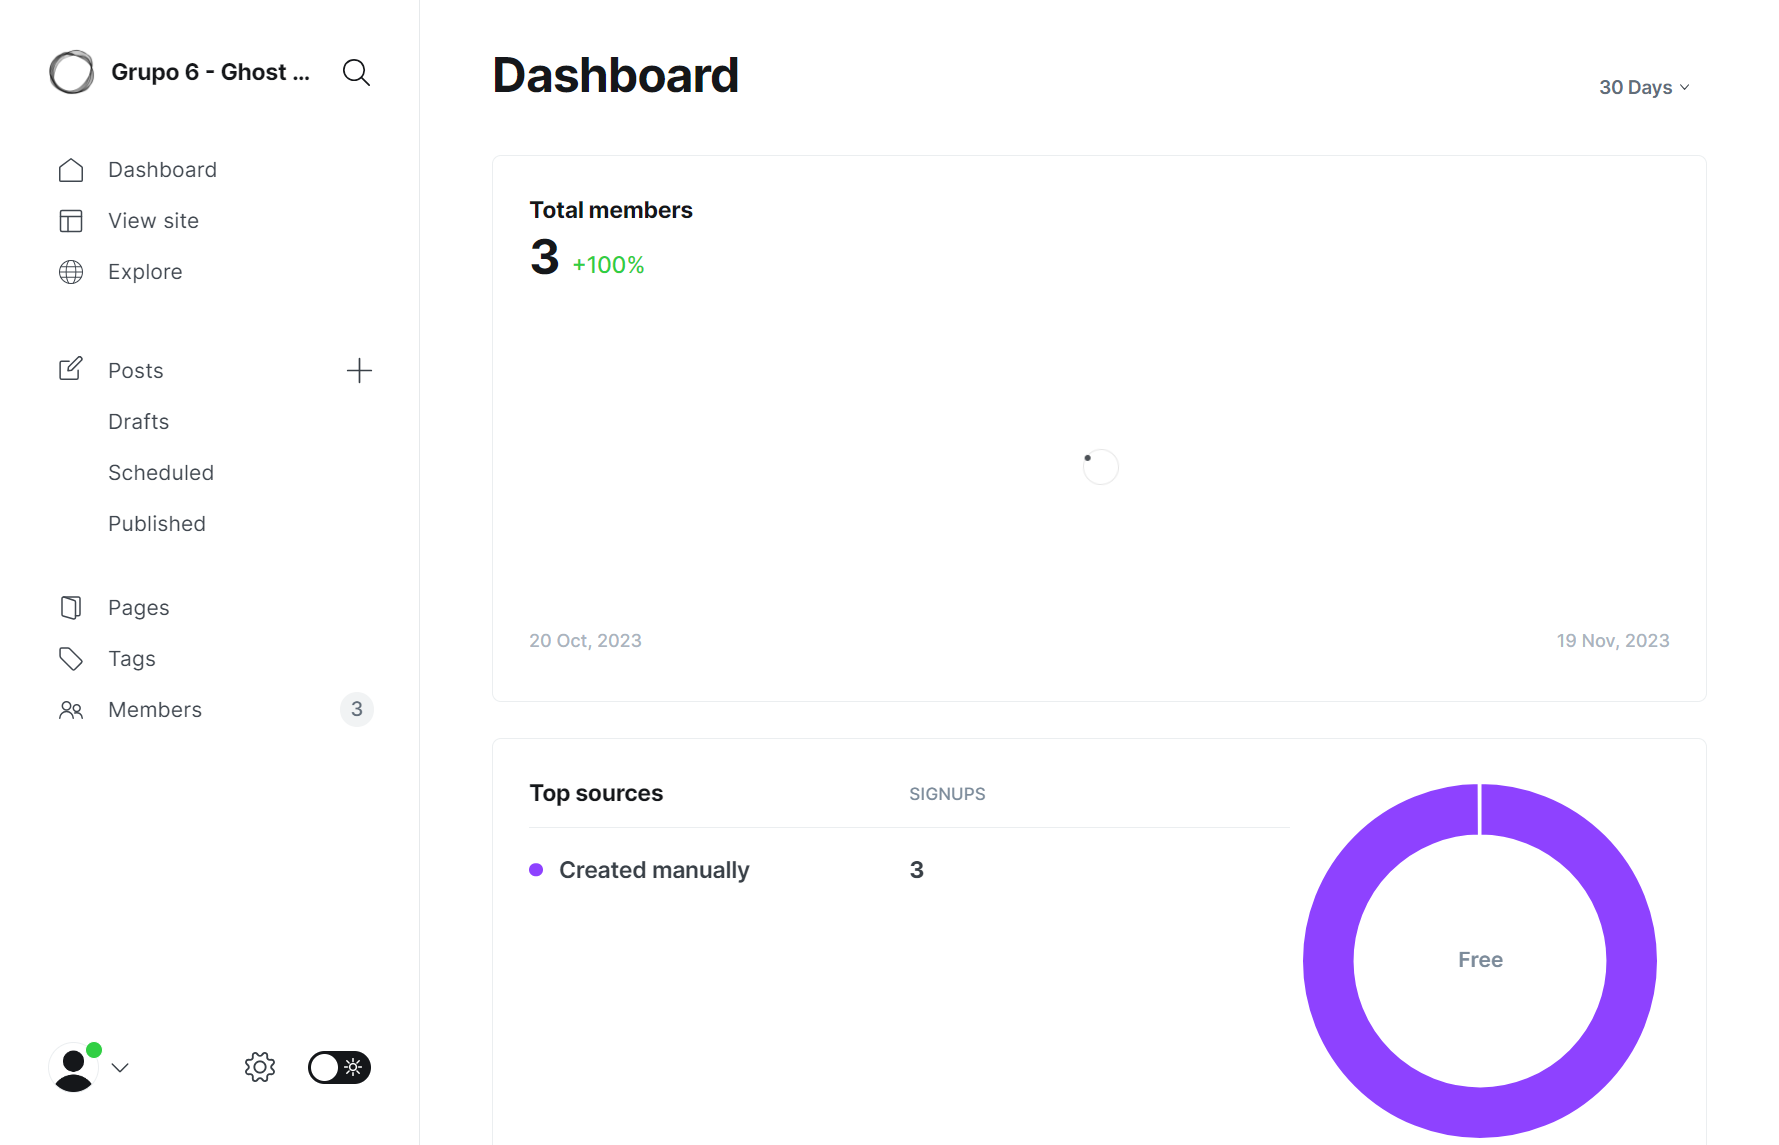 Grupo 6 - Ghost ...
Dashboard
View site
Explore
Posts
Drafts
Scheduled
Published
Pages
Tags
Members
3
Dashboard
30 Days
Total members
3 +100%
20 Oct, 2023
19 Nov, 2023
Top sources
SIGNUPS
Created manually
3
Free